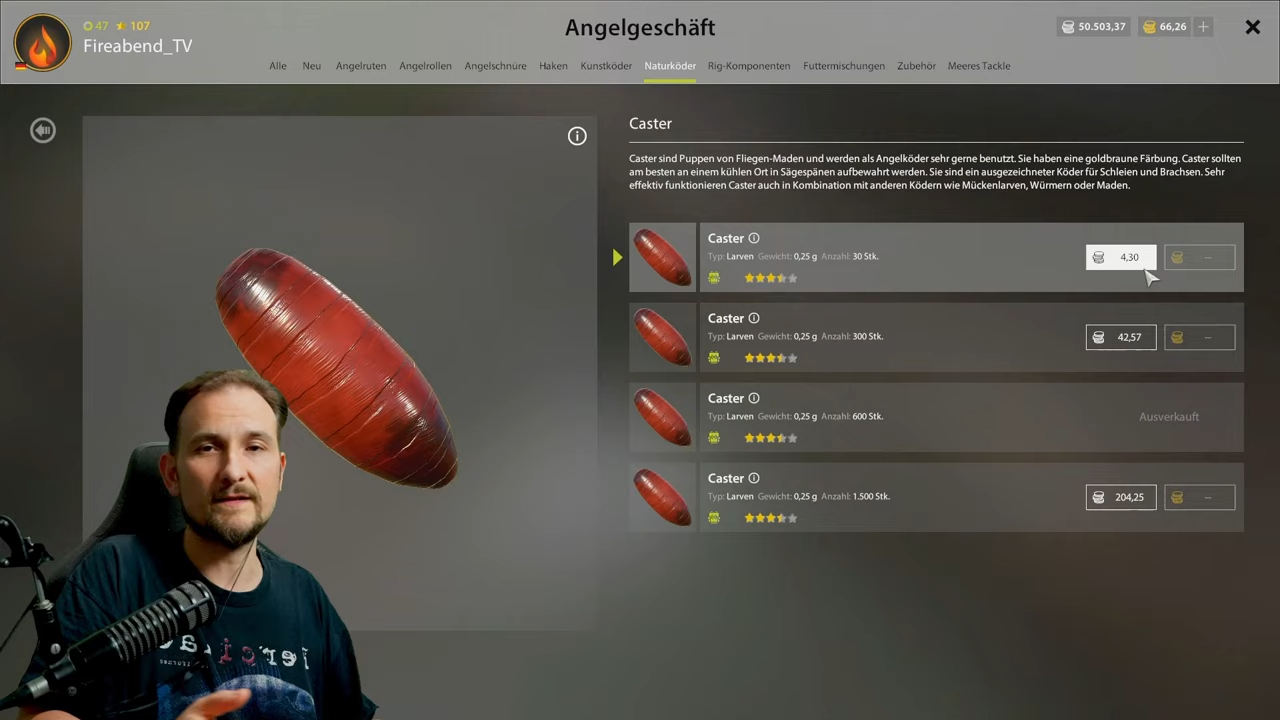 47 107
Fireabend_TV
Angelgeschäft
50.503,37 66,26 +
Alle Neu Angelruten Angelrollen Angelschnüre Haken Kunstköder Naturköder Rig-Komponenten Futtermischungen Zubehör Meeres Tackle
Caster
Caster sind Puppen von Fliegen-Maden und werden als Angelköder sehr gerne benutzt. Sie haben eine goldbraune Färbung. Caster sollten
am besten an einem kühlen Ort in Sägespänen aufbewahrt werden. Sie sind ein ausgezeichneter Köder für Schleien und Brachsen. Sehr
effektiv funktionieren Caster auch in Kombination mit anderen Ködern wie Mückenlarven, Würmern oder Maden.
Caster
Typ: Larven Gewicht: 0,25 g Anzahl: 30 Stk.
4,30 --
Caster
Typ: Larven Gewicht: 0,25 g Anzahl: 300 Stk.
42,57 --
Caster
Typ: Larven Gewicht: 0,25 g Anzahl: 600 Stk.
Ausverkauft
Caster
Typ: Larven Gewicht: 0,25 g Anzahl: 1.500 Stk.
204,25 --